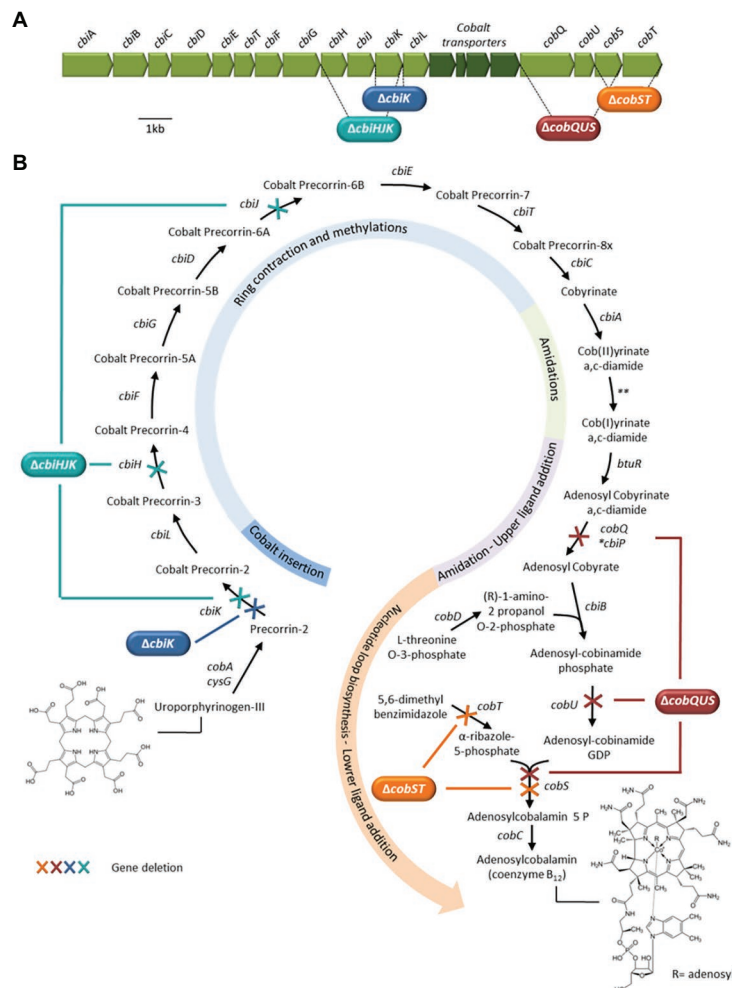 A
cbiA
cbiB
cbiC
cbiD
cbiE
cbiT
cbiF
cbiG
cbiH
cbiJ
cbiK
cbiL
Cobalt
transporters
cobQ
cobU
cobS
cobT
ΔcbiK
ΔcobST
1kb
ΔcbiHJK
ΔcobQUS
B
Cobalt Precorrin-6B
cbiE
Cobalt Precorrin-7
cbiT
Cobalt Precorrin-8x
cbiC
Cobyrinate
cbiA
Cob(II)yrinate
a,c-diamide
**
Cob(I)yrinate
a,c-diamide
btuR
Adenosyl Cobyrinate
a,c-diamide
cobQ
*cbiP
Adenosyl Cobyrate
cbiB
(R)-1-amino-
2 propanol
O-2-phosphate
cobD
L-threonine
O-3-phosphate
Adenosyl-cobinamide
phosphate
cobU
ΔcobQUS
Adenosyl-cobinamide
GDP
5,6-dimethyl
benzimidazole
cobT
α-ribazole-
5-phosphate
ΔcobST
cobS
Adenosylcobalamin 5 P
cobC
Adenosylcobalamin
(coenzyme B12)
cbiJ
Cobalt Precorrin-6A
cbiD
Cobalt Precorrin-5B
cbiG
Cobalt Precorrin-5A
cbiF
Cobalt Precorrin-4
ΔcbiHJK
cbiH
Cobalt Precorrin-3
cbiL
Cobalt Precorrin-2
cbiK
ΔcbiK
Precorrin-2
cobA
cysG
Uroporphyrinogen-III
Ring contraction and methylations
Amidations
Amidation - Upper ligand addition
Cobalt insertion
Nucleotide loop biosynthesis - Lowrer ligand addition
Gene deletion
R= adenosyl